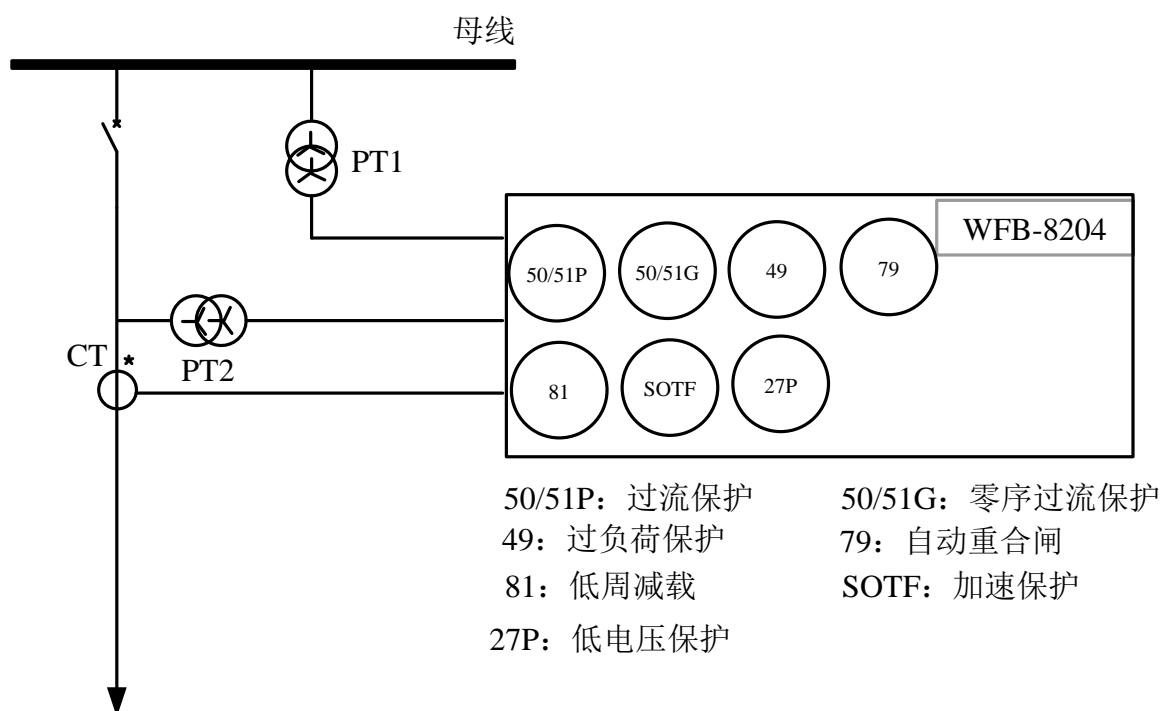 母线
PT1
WFB-8204
50/51P
50/51G
49
79
CT
*
PT2
81
SOTF
27P
50/51P：过流保护
50/51G：零序过流保护
49：过负荷保护
79：自动重合闸
81：低周减载
SOTF：加速保护
27P：低电压保护